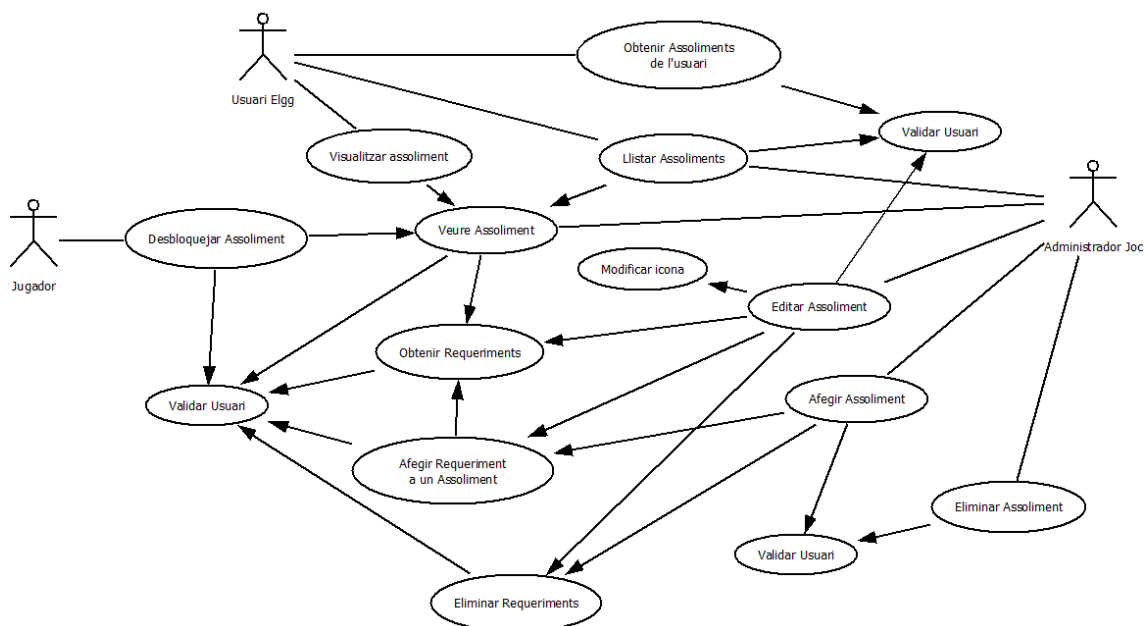 Obtenir Assoliments
de l'usuari
Usuari Elgg
Validar Usuari
Visualitzar assoliment
Llistar Assoliments
Desbloquejar Assoliment
Veure Assoliment
Administrador Joc
Modificar icona
Jugador
Editar Assoliment
Obtenir Requeriments
Validar Usuari
Afegir Assoliment
Afegir Requeriment
a un Assoliment
Eliminar Assoliment
Validar Usuari
Eliminar Requeriments